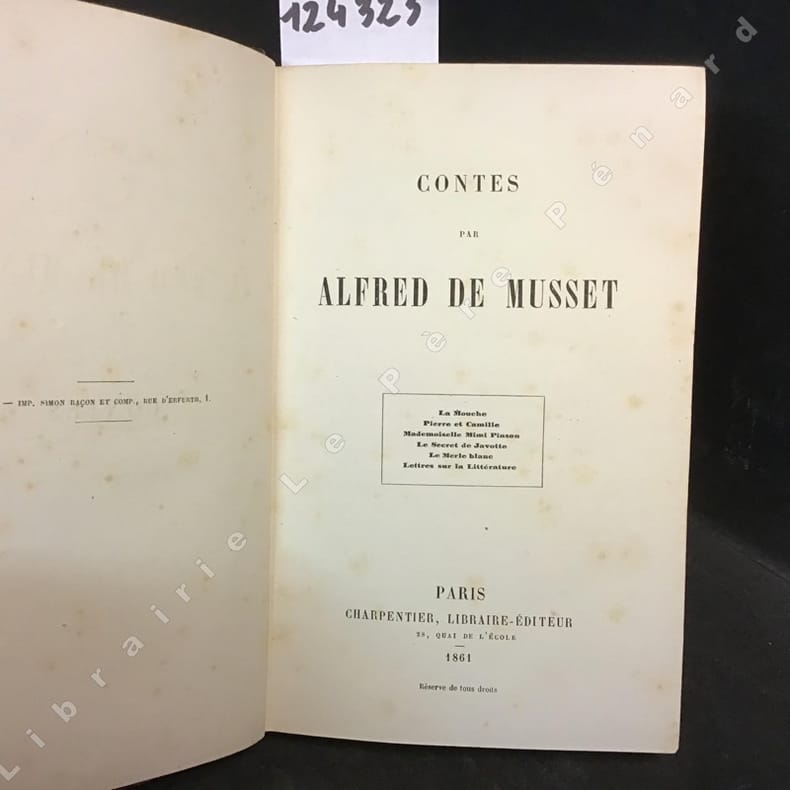 124323
— IMP. SIMON RAÇON ET COMP., RUE D'ERFURTH, 1.
CONTES
PAR
ALFRED DE MUSSET
La Mouche
Pierre et Camille
Mademoiselle Mimi Pinson
Le Secret de Javotte
Le Merle blanc
Lettres sur la Littérature
PARIS
CHARPENTIER, LIBRAIRE-ÉDITEUR
28, QUAI DE L'ÉCOLE
1861
Réserve de tous droits
Librairie Le Père Pénard